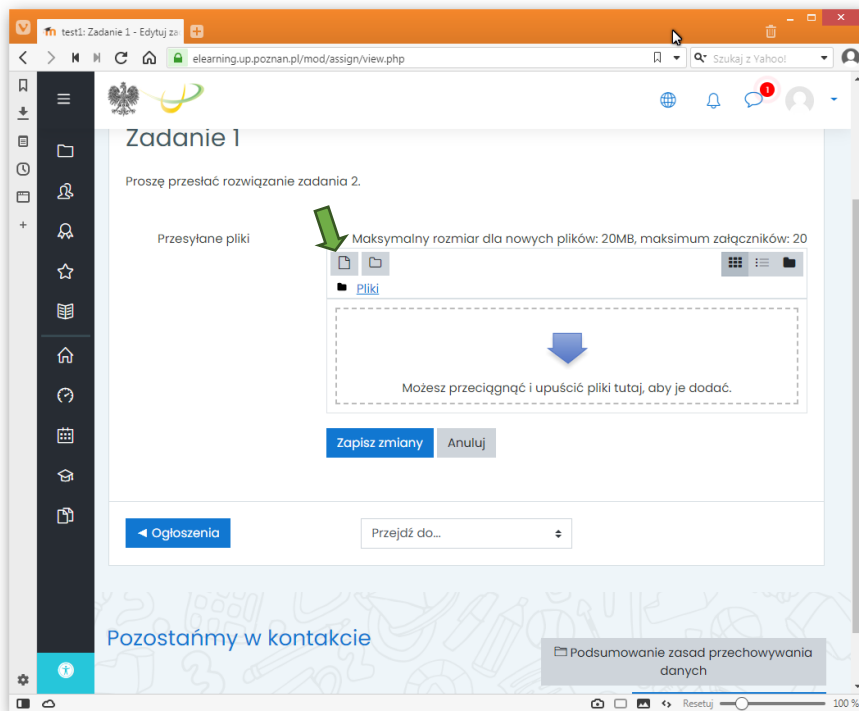 test1: Zadanie 1 - Edytuj za
elearning.up.poznan.pl/mod/assign/view.php
Szukaj z Yahoo!
1
Zadanie 1
Proszę przesłać rozwiązanie zadania 2.
Przesyłane pliki
Maksymalny rozmiar dla nowych plików: 20MB, maksimum załączników: 20
Pliki
Możesz przeciągnąć i upuścić pliki tutaj, aby je dodać.
Zapisz zmiany
Anuluj
◄ Ogłoszenia
Przejdź do...
Pozostańmy w kontakcie
Podsumowanie zasad przechowywania
danych
Resetuj
100 %